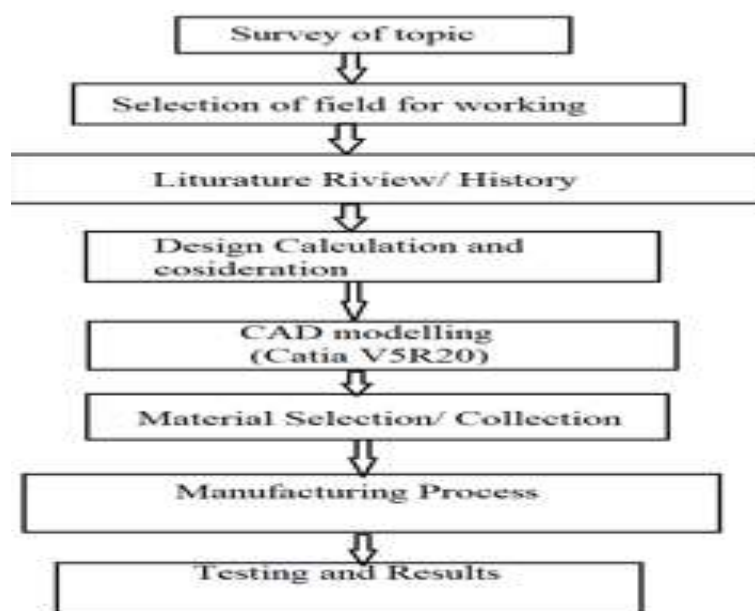 Survey of topic
Selection of field for working
Liturature Riview/ History
Design Calculation and
cosideration
CAD modelling
(Catia V5R20)
Material Selection/ Collection
Manufacturing Process
Testing and Results